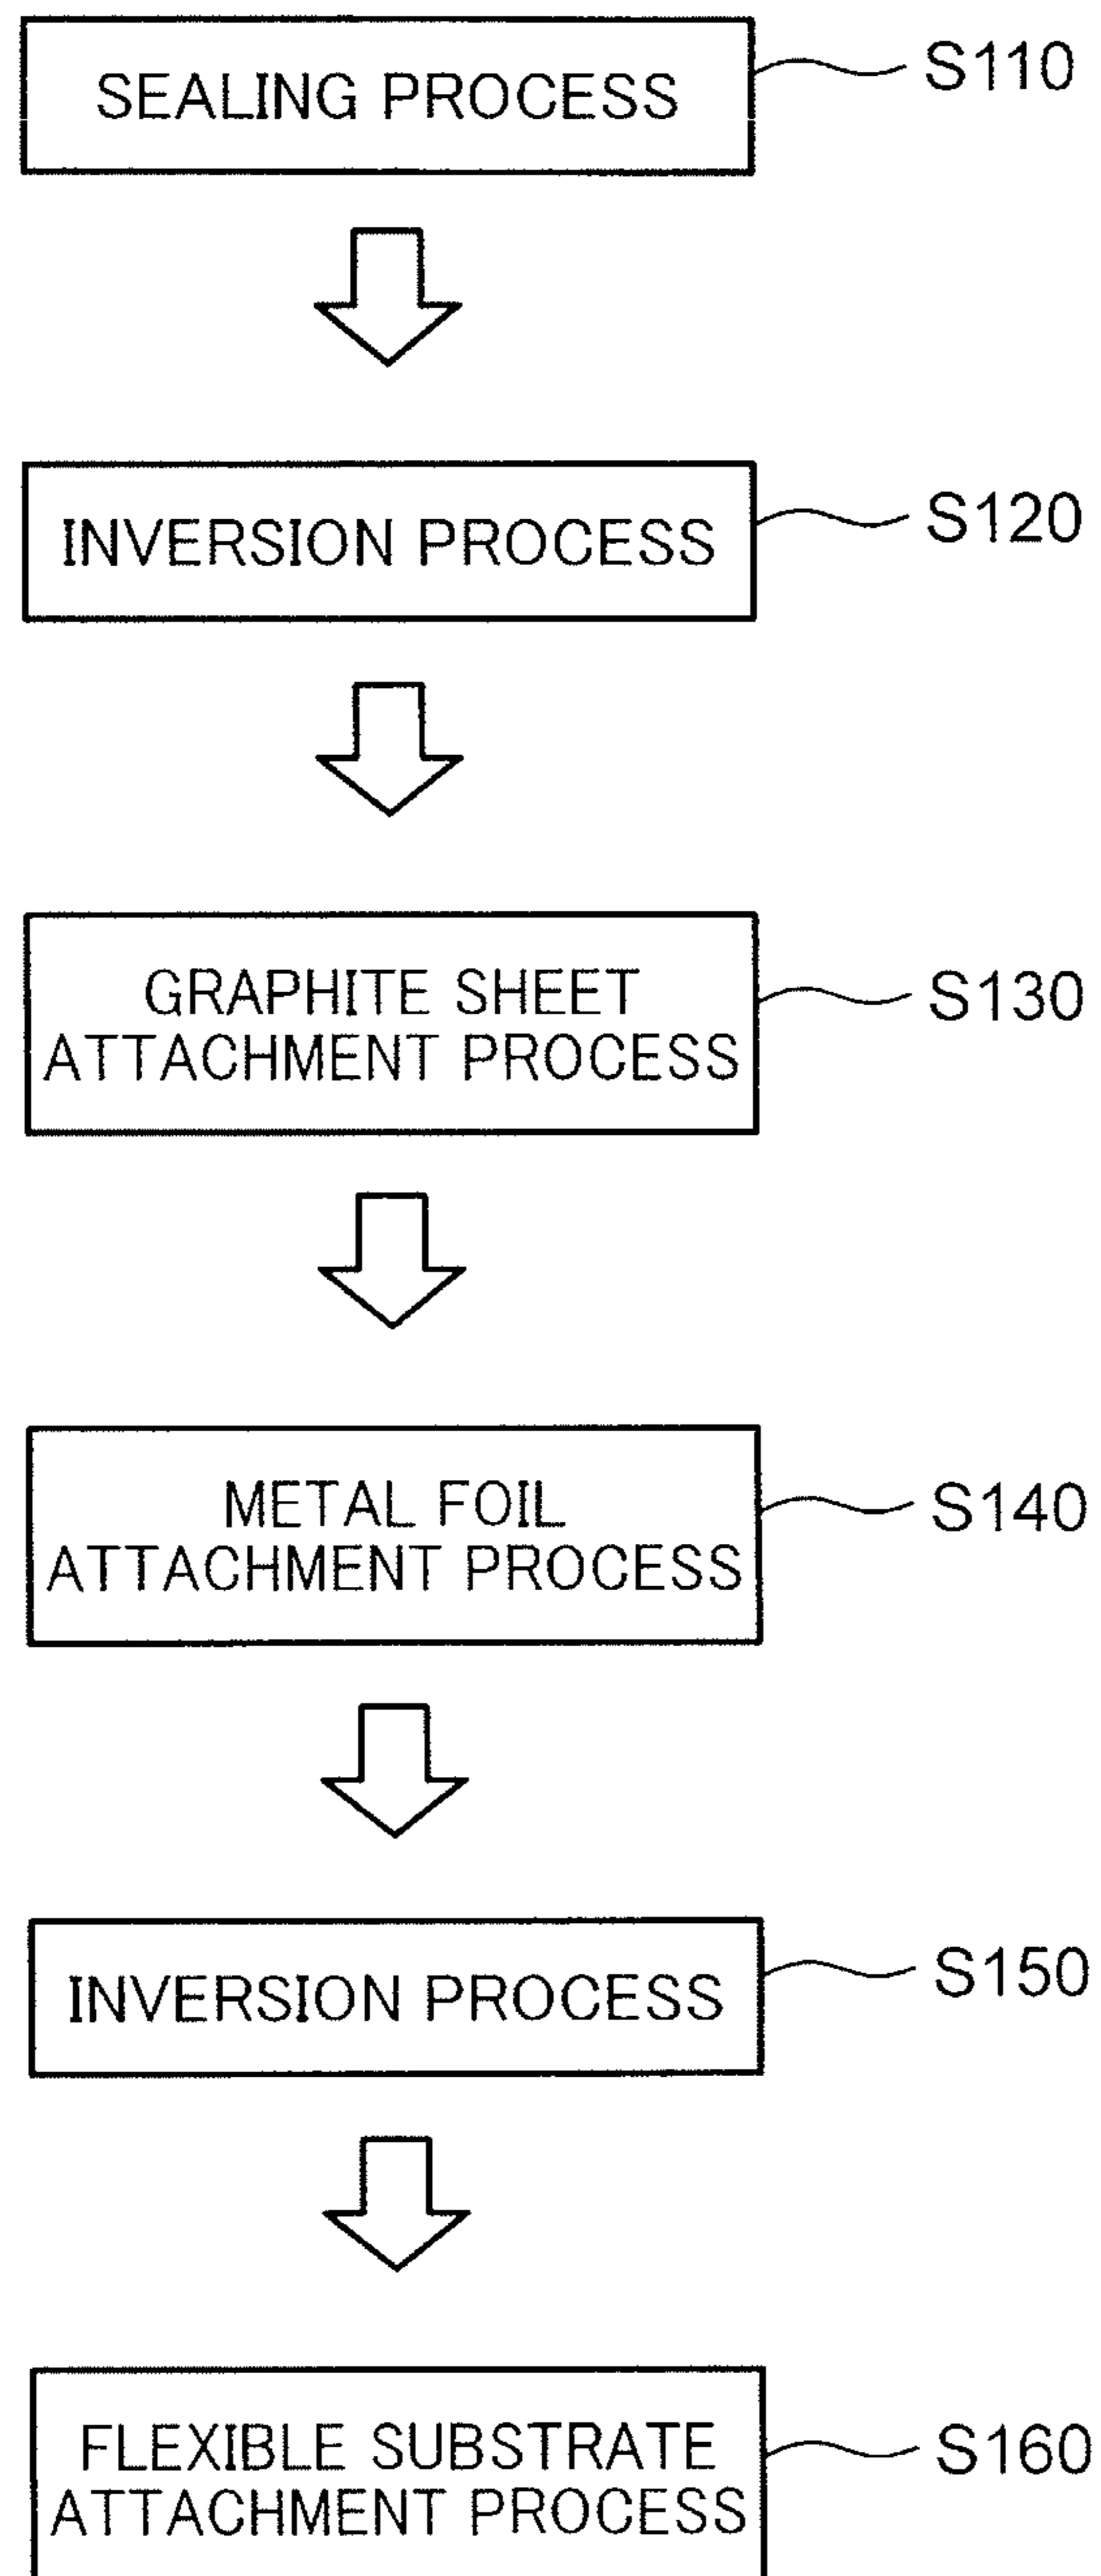 SEALING PROCESS
S110
INVERSION PROCESS
S120
GRAPHITE SHEET
ATTACHMENT PROCESS
S130
METAL FOIL
ATTACHMENT PROCESS
S140
INVERSION PROCESS
S150
FLEXIBLE SUBSTRATE
ATTACHMENT PROCESS
S160